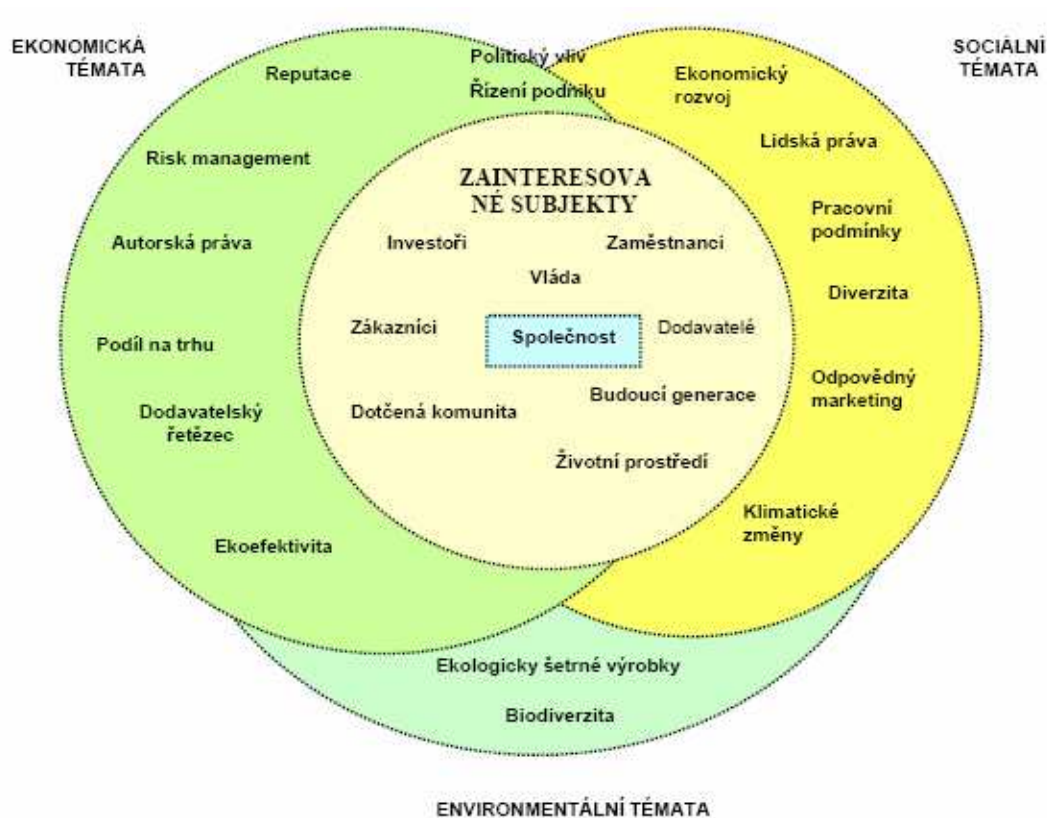 EKONOMICKÁ
TÉMATA
SOCIÁLNÍ
TÉMATA
Politický vliv
Reputace
Ekonomický
rozvoj
Řízení podniku
Lidská práva
Risk management
ZAINTERESOVA
NÉ SUBJEKTY
Pracovní
podmínky
Autorská práva
Investoři
Zaměstnanci
Vláda
Diverzita
Zákazníci
Společnost
Dodavatelé
Podíl na trhu
Odpovědný
marketing
Budoucí generace
Dodavatelský
řetězec
Dotčená komunita
Životní prostředí
Klimatické
změny
Ekoefektivita
Ekologicky šetrné výrobky
Biodiverzita
ENVIRONMENTÁLNÍ TÉMATA